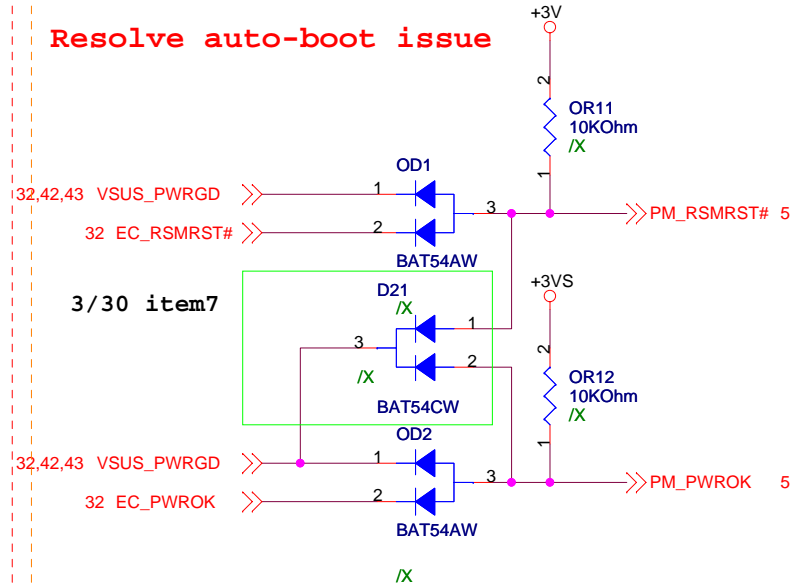 +3V
Resolve auto-boot issue
2
OR11
10KOhm
/X
1
OD1
32,42,43 VSUS_PWRGD
1
3
PM_RSMRST# 5
32 EC_RSMRST#
2
BAT54AW
3/30 item7
D21
/X
+3VS
1
3
2
2
/X
OR12
10KOhm
/X
BAT54CW
1
OD2
32,42,43 VSUS_PWRGD
1
3
PM_PWROK 5
32 EC_PWROK
2
BAT54AW
/X